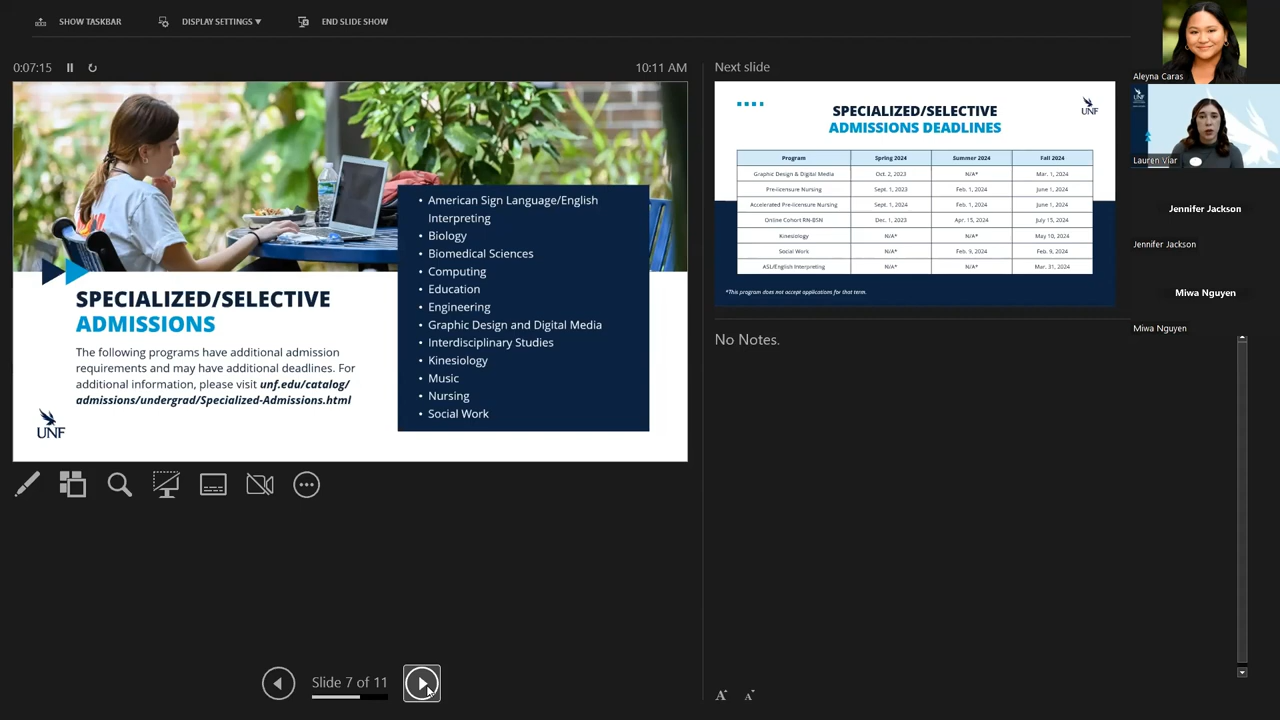 SHOW TASKBAR
DISPLAY SETTINGS ▼
END SLIDE SHOW
0:07:15
10:11 AM
SPECIALIZED/SELECTIVE
ADMISSIONS
The following programs have additional admission
requirements and may have additional deadlines. For
additional information, please visit unf.edu/catalog/
admissions/undergrad/Specialized-Admissions.html
UNF
• American Sign Language/English
Interpreting
• Biology
• Biomedical Sciences
• Computing
• Education
• Engineering
• Graphic Design and Digital Media
• Interdisciplinary Studies
• Kinesiology
• Music
• Nursing
• Social Work
Slide 7 of 11
Next slide
SPECIALIZED/SELECTIVE
ADMISSIONS DEADLINES
UNF
Program Spring 2024 Summer 2024 Fall 2024
Graphic Design & Digital Media Oct. 2, 2023 N/A* Mar. 1, 2024
Pre-licensure Nursing Sept. 1, 2023 Feb. 1, 2024 June 1, 2024
Accelerated Pre-licensure Nursing Sept. 1, 2024 Feb. 1, 2024 June 1, 2024
Online Cohort RN-BSN Dec. 1, 2023 Apr. 15, 2024 July 15, 2024
Kinesiology N/A* N/A* May 10, 2024
Social Work N/A* Feb. 9, 2024 Feb. 9, 2024
ASL/English Interpreting N/A* N/A* Mar. 31, 2024
*This program does not accept applications for that term.
No Notes.
A A
Aleyna Caras
UNF
Lauren Viar
Jennifer Jackson
Jennifer Jackson
Miwa Nguyen
Miwa Nguyen